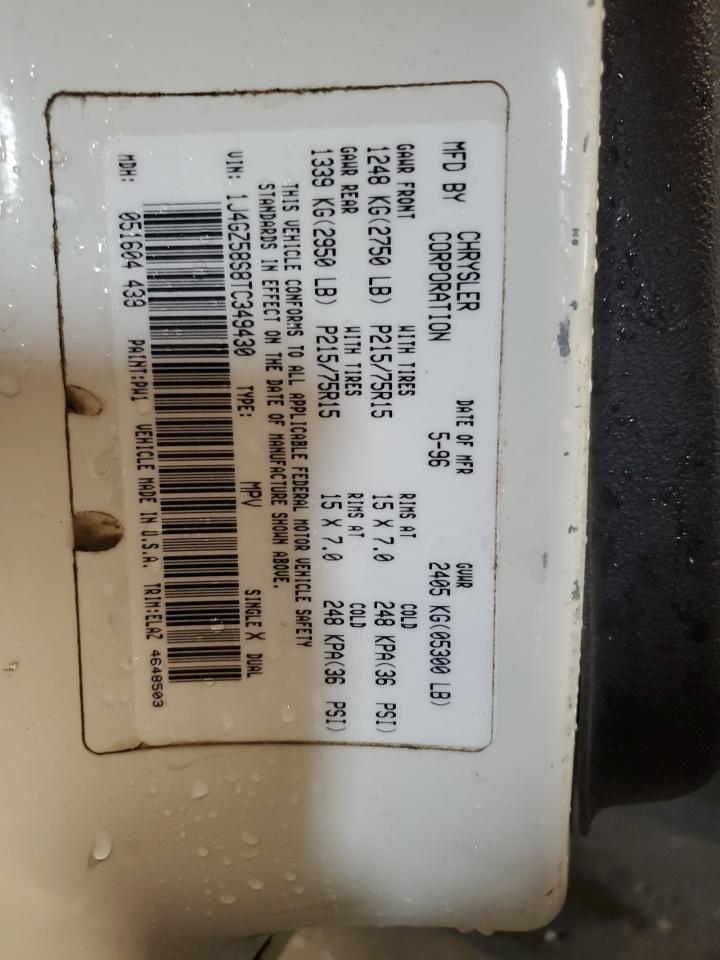 MFD BY CHRYSLER CORPORATION DATE OF MFR 5-96 GVWR 2405 KG(05300 LB)
GAWR FRONT WITH TIRES RIMS AT COLD
1248 KG(2750 LB) P215/75R15 15 X 7.0 248 KPA(36 PSI)
GAWR REAR WITH TIRES RIMS AT COLD
1339 KG(2950 LB) P215/75R15 15 X 7.0 248 KPA(36 PSI)
THIS VEHICLE CONFORMS TO ALL APPLICABLE FEDERAL MOTOR VEHICLE SAFETY
STANDARDS IN EFFECT ON THE DATE OF MANUFACTURE SHOWN ABOVE.
VIN: 1J4GZ58S8TC349430 TYPE: MPV SINGLE X DUAL
MDH: 051604 439 PAINT:PW1 VEHICLE MADE IN U.S.A. TRIM:ELAZ 4648503